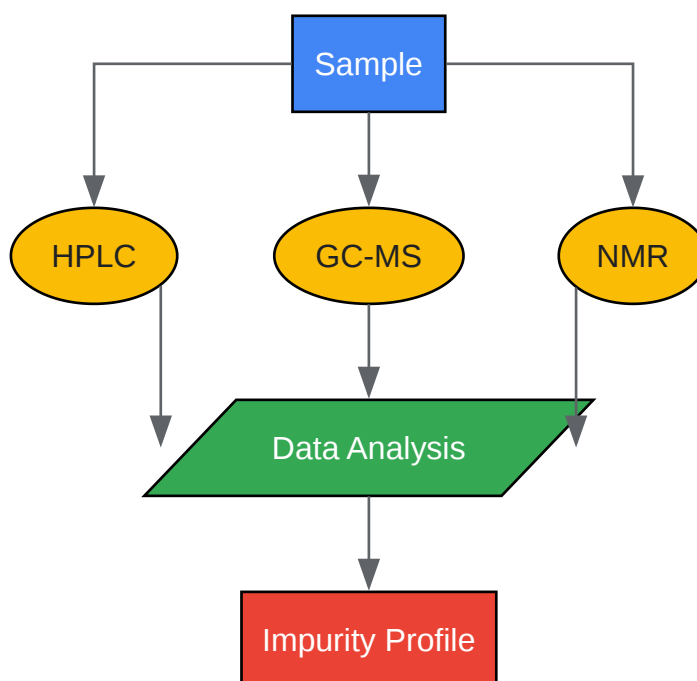 Sample
HPLC
GC-MS
NMR
Data Analysis
Impurity Profile